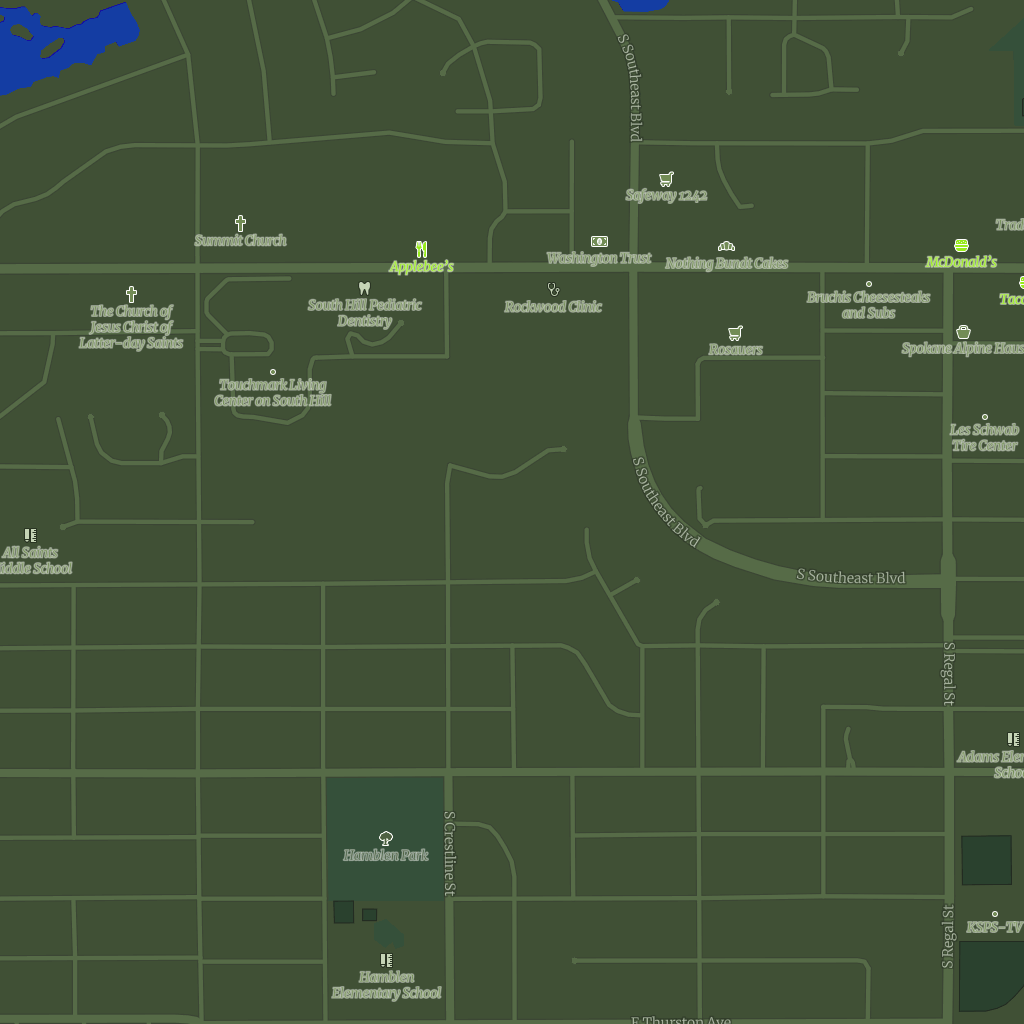 S Southeast Blvd
Safeway 1242
Summit Church
Applebee's
Washington Trust
Nothing Bundt Cakes
McDonald's
The Church of
Jesus Christ of
Latter-day Saints
South Hill Pediatric
Dentistry
Rockwood Clinic
Bruchis Cheesesteaks
and Subs
Rosauers
Spokane Alpine Haus
Touchmark Living
Center on South Hill
Les Schwab
Tire Center
S Southeast Blvd
All Saints
iddle School
S Southeast Blvd
S Regal St
Adams Elem
Schoo
S Crestline St
Hamblen Park
S Regal St
KSPS-TV
Hamblen
Elementary School
E Thurston Ave